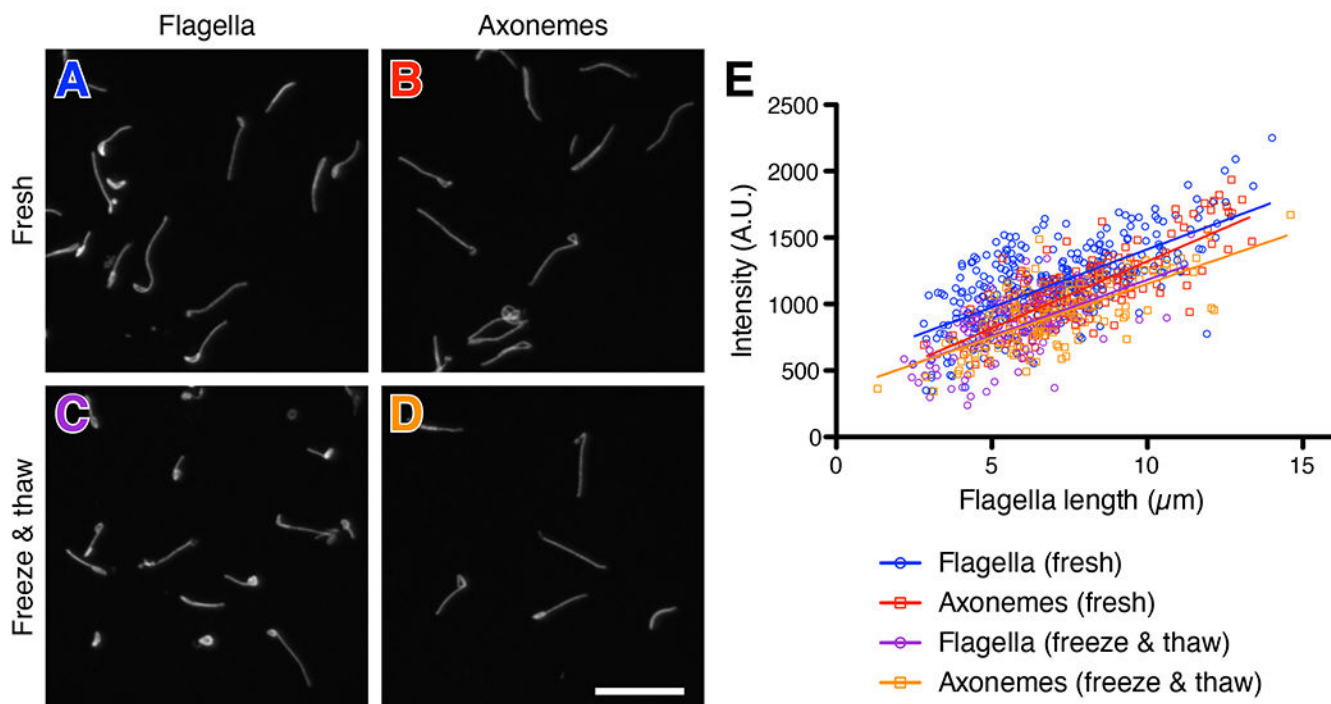 Flagella
Axonemes
Fresh
Freeze & thaw
A
B
C
D
E
2500
2000
1500
1000
500
0
Intensity (A.U.)
0 5 10 15
Flagella length (µm)
Flagella (fresh)
Axonemes (fresh)
Flagella (freeze & thaw)
Axonemes (freeze & thaw)